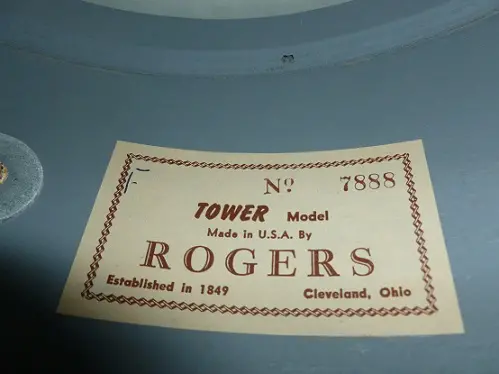 Nº 7888
TOWER Model
Made in U.S.A. By
ROGERS
Established in 1849 Cleveland, Ohio